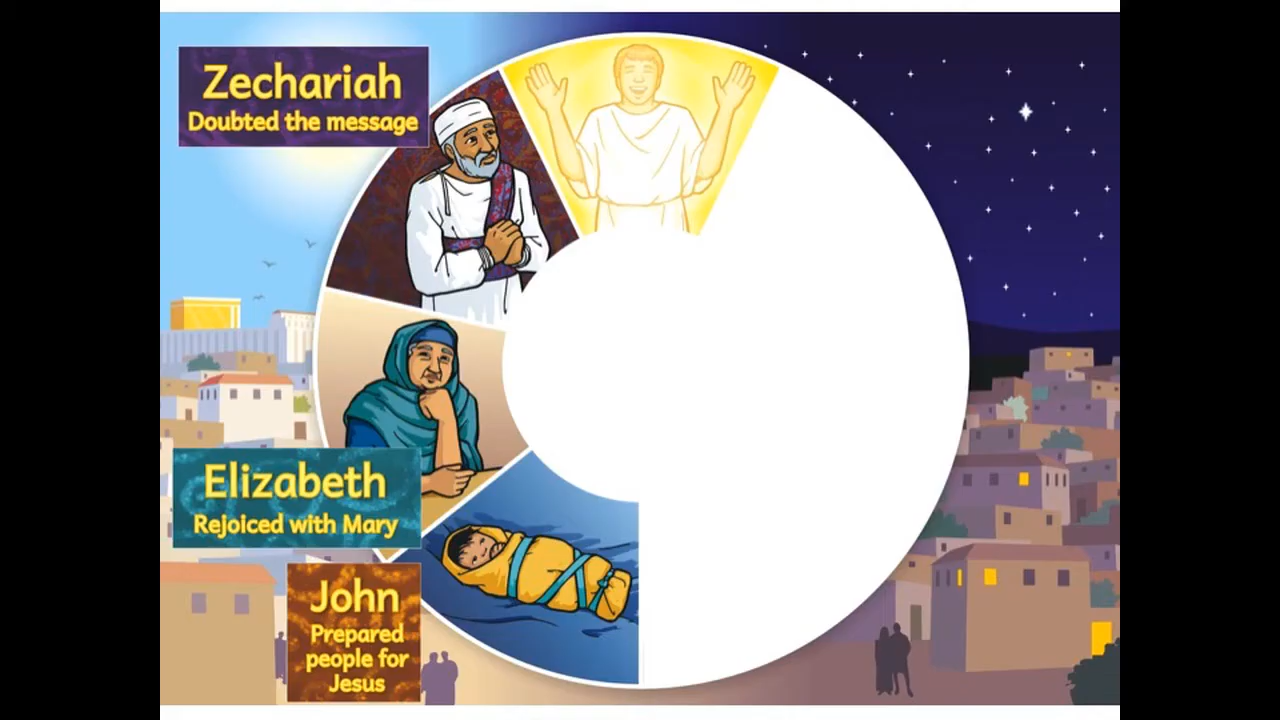 Zechariah
Doubted the message
Elizabeth
Rejoiced with Mary
John
Prepared
people for
Jesus